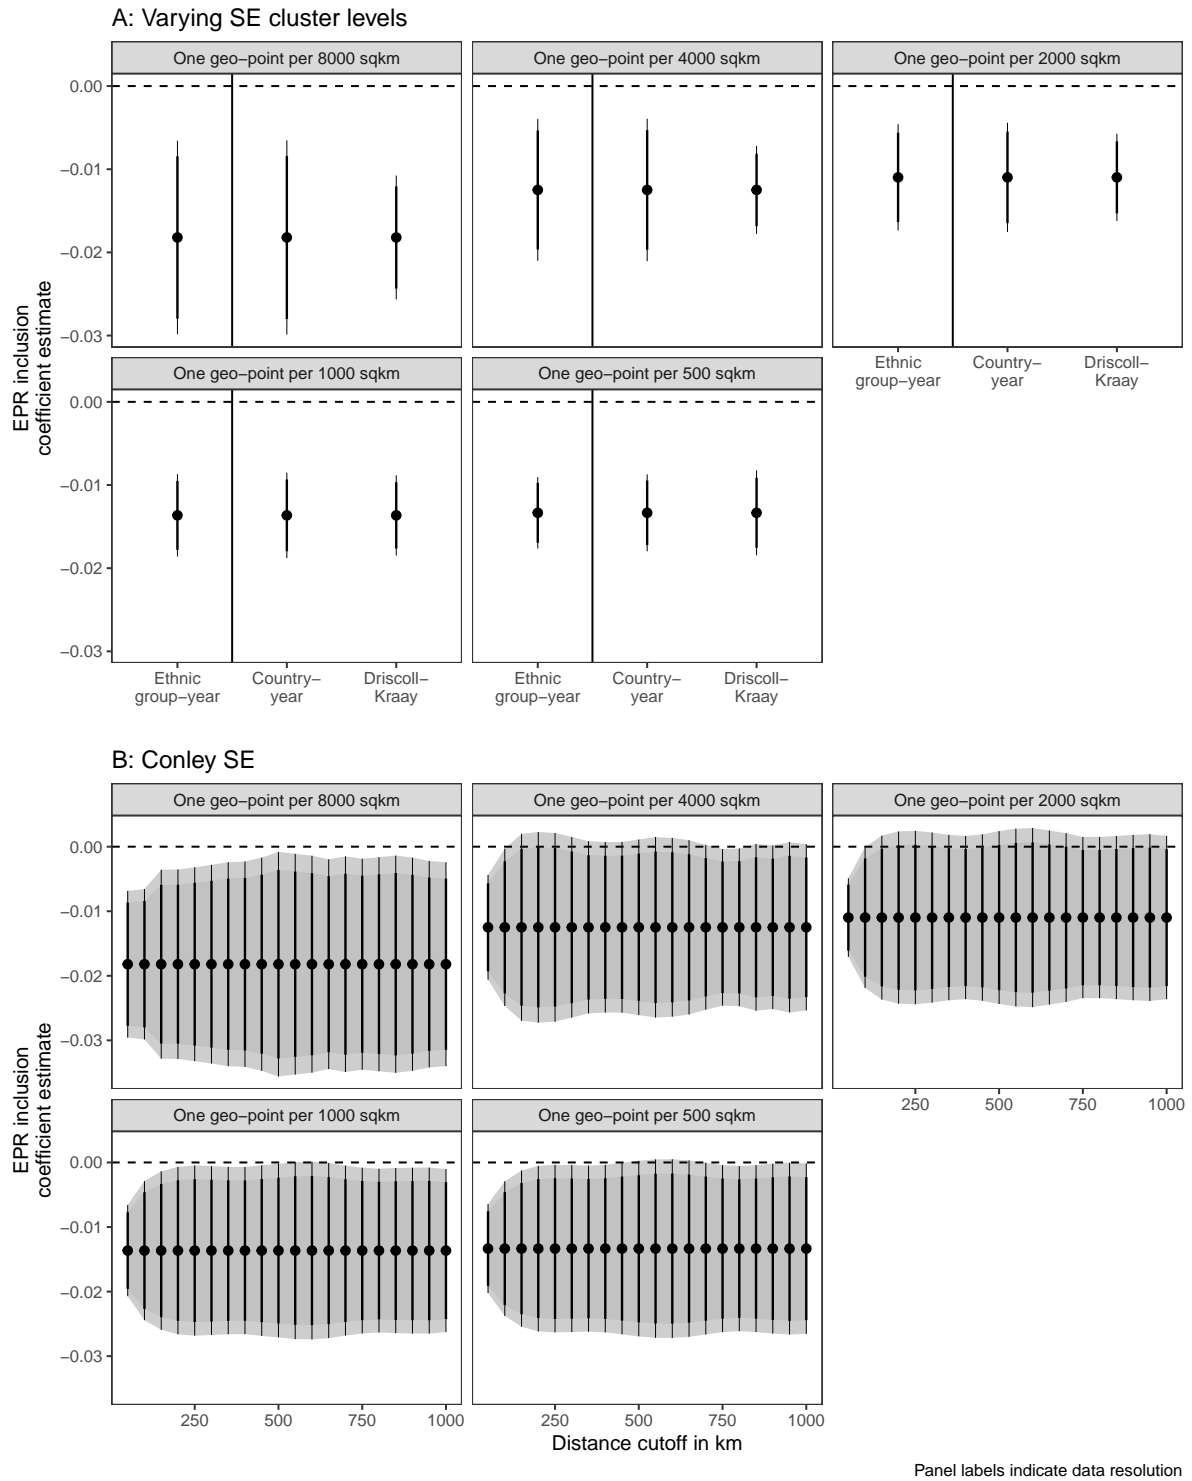 A: Varying SE cluster levels
One geo−point per 8000 sqkm
One geo−point per 4000 sqkm
One geo−point per 2000 sqkm
0.00
−0.01
−0.02
−0.03
EPR inclusion
coefficient estimate
Ethnic
group−year
Country−
year
Driscoll−
Kraay
One geo−point per 1000 sqkm
One geo−point per 500 sqkm
0.00
−0.01
−0.02
−0.03
Ethnic
group−year
Country−
year
Driscoll−
Kraay
Ethnic
group−year
Country−
year
Driscoll−
Kraay
B: Conley SE
One geo−point per 8000 sqkm
One geo−point per 4000 sqkm
One geo−point per 2000 sqkm
0.00
−0.01
−0.02
−0.03
EPR inclusion
coefficient estimate
250 500 750 1000
One geo−point per 1000 sqkm
One geo−point per 500 sqkm
0.00
−0.01
−0.02
−0.03
250 500 750 1000
250 500 750 1000
Distance cutoff in km
Panel labels indicate data resolution